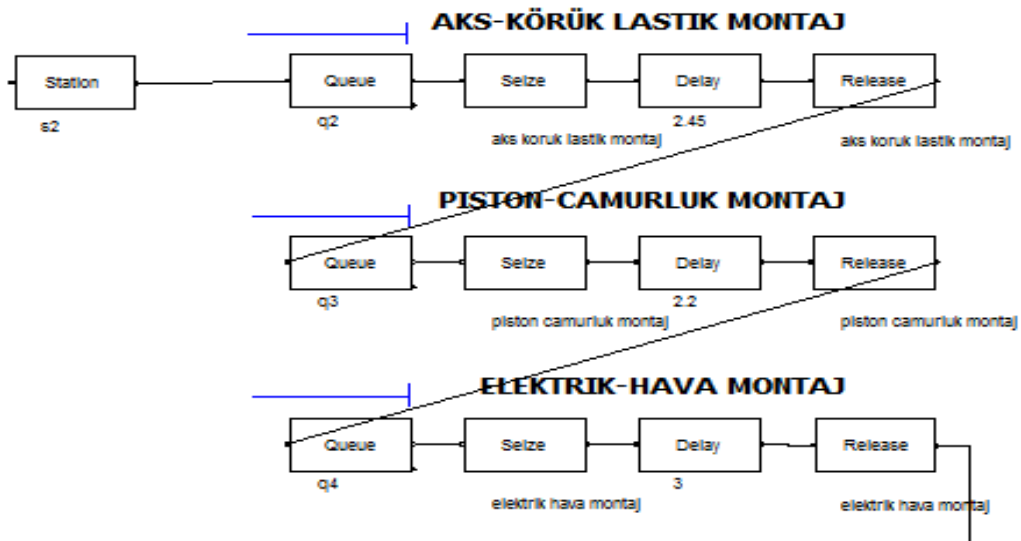 AKS-KÖRÜK LASTIK MONTAJ
Station
Queue
Seize
Delay
Release
s2
q2
aks koruk lastik montaj
2.45
aks koruk lastik montaj
PISTON-CAMURLUK MONTAJ
Queue
Seize
Delay
Release
q3
piston camurluk montaj
2.2
piston camurluk montaj
ELEKTRIK-HAVA MONTAJ
Queue
Seize
Delay
Release
q4
elektrik hava montaj
3
elektrik hava montaj